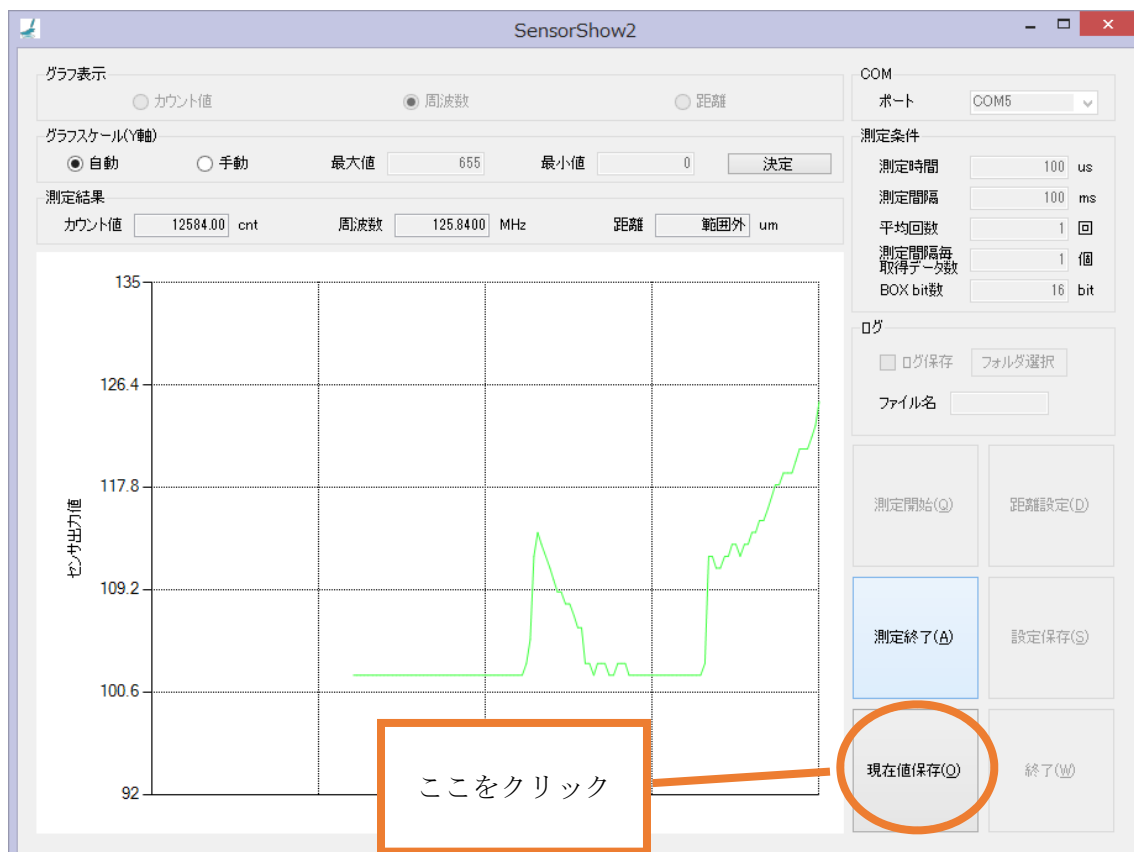 SensorShow2
グラフ表示
カウント値 周波数 距離
グラフスケール(Y軸)
自動 手動 最大値 655 最小値 0 決定
測定結果
カウント値 12584.00 cnt 周波数 125.8400 MHz 距離 範囲外 um
COM
ポート COM5
測定条件
測定時間 100 us
測定間隔 100 ms
平均回数 1 回
測定間隔毎
取得データ数 1 個
BOX bit数 16 bit
ログ
ログ保存 フォルダ選択
ファイル名
135
126.4
117.8
109.2
100.6
92
センサ出力値
測定開始(Q) 距離設定(D)
測定終了(A) 設定保存(S)
現在値保存(O) 終了(W)
ここをクリック